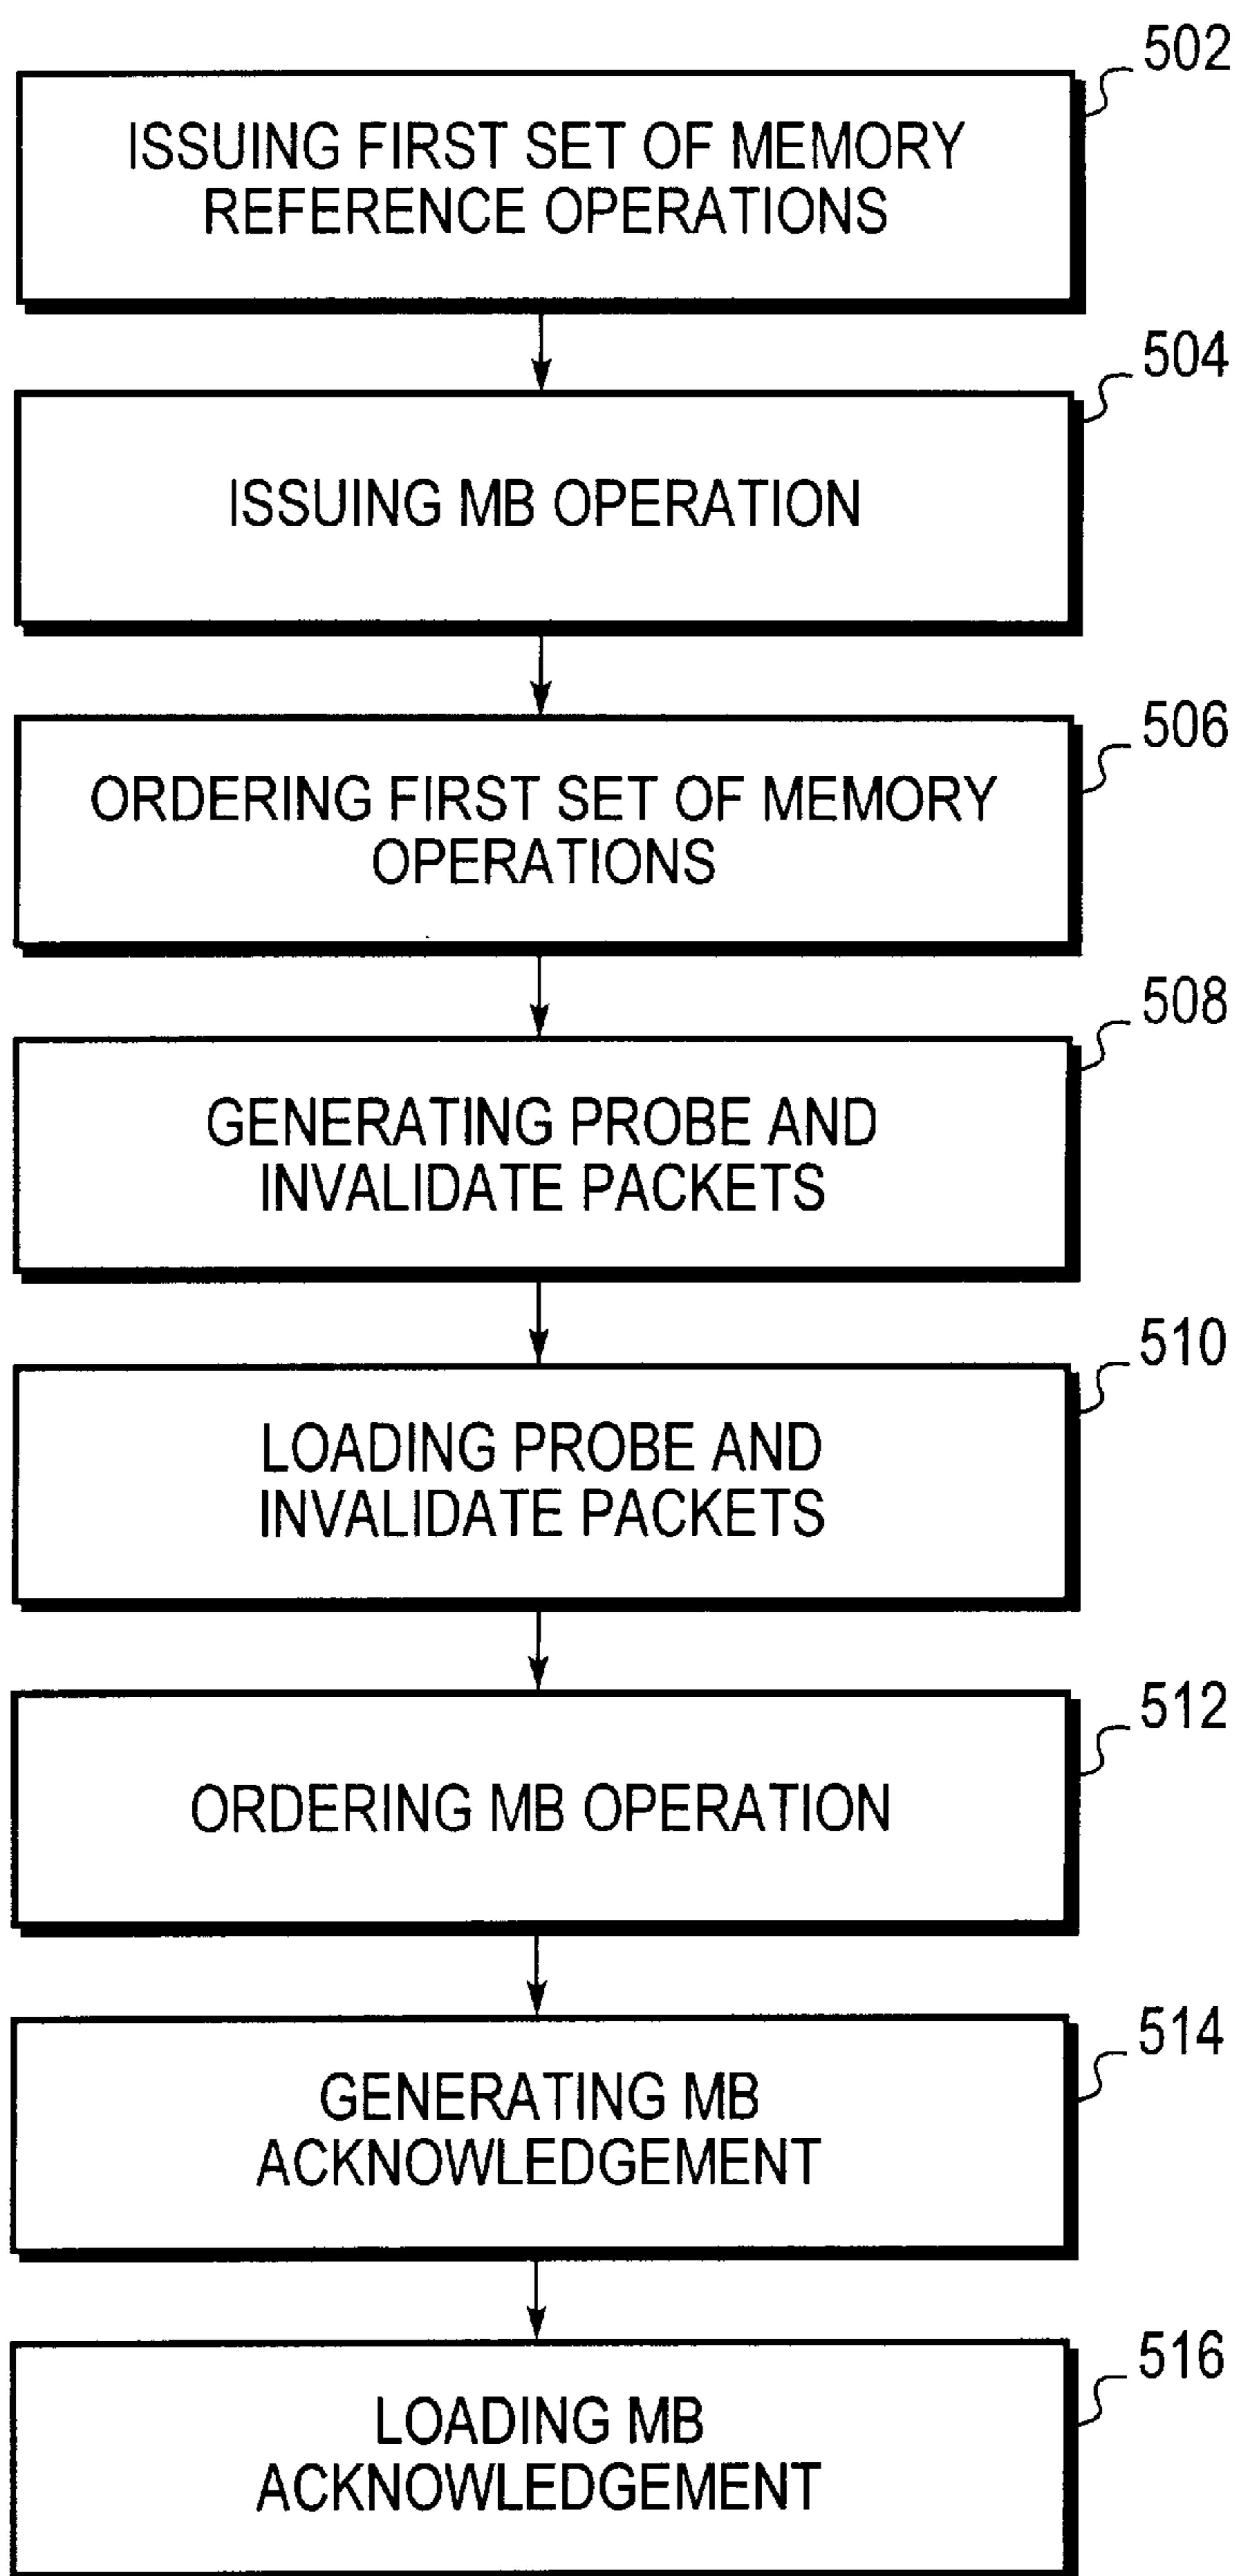 502
ISSUING FIRST SET OF MEMORY
REFERENCE OPERATIONS
504
ISSUING MB OPERATION
506
ORDERING FIRST SET OF MEMORY
OPERATIONS
508
GENERATING PROBE AND
INVALIDATE PACKETS
510
LOADING PROBE AND
INVALIDATE PACKETS
512
ORDERING MB OPERATION
514
GENERATING MB
ACKNOWLEDGEMENT
516
LOADING MB
ACKNOWLEDGEMENT